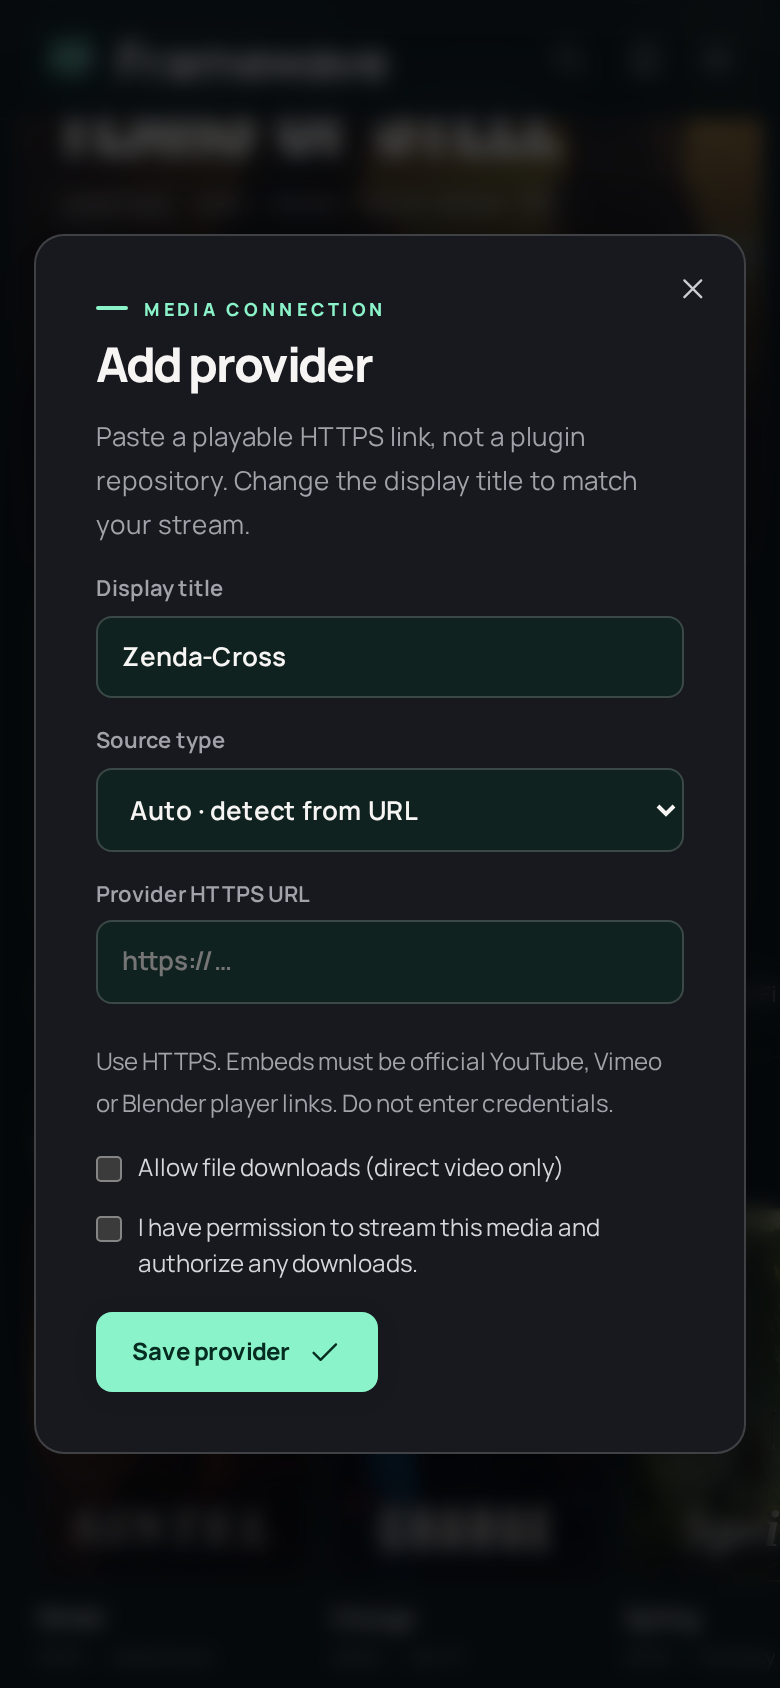 Framewave
MEDIA CONNECTION
Add provider
Paste a playable HTTPS link, not a plugin
repository. Change the display title to match
your stream.
Display title
Zenda-Cross
Source type
Auto · detect from URL
Provider HTTPS URL
https://…
Use HTTPS. Embeds must be official YouTube, Vimeo
or Blender player links. Do not enter credentials.
Allow file downloads (direct video only)
I have permission to stream this media and
authorize any downloads.
Save provider